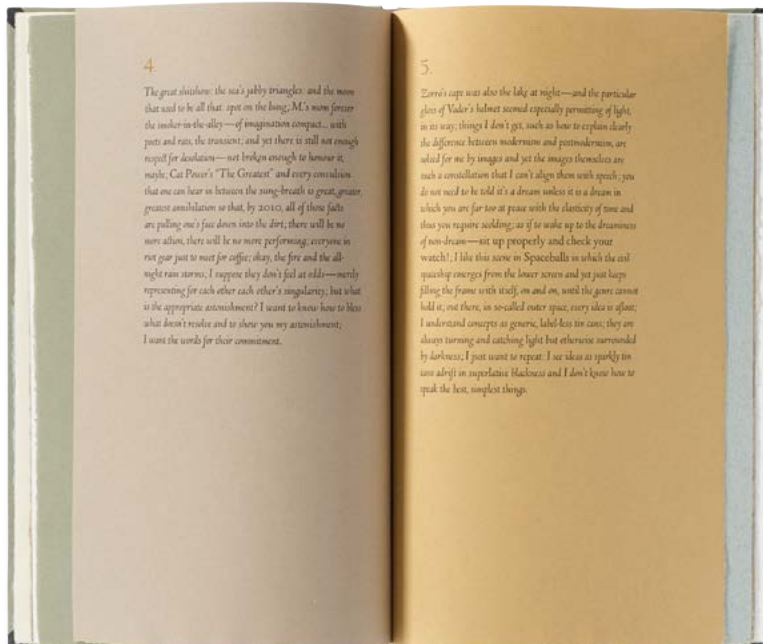 4.
The great shitshow: the sea's jabby triangles: and the moon
that used to be all that: spot on the lung; M.'s mom forever
the smoker-in-the-alley—of imagination compact... with
poets and rats, the transient; and yet there is still not enough
respect for desolation—not broken enough to honour it,
maybe; Cat Power's "The Greatest" and every convulsion
that one can hear in between the sung-breath is great, greater,
greatest annihilation so that, by 2010, all of those facts
are pulling one's face down into the dirt; there will be no
more action, there will be no more performing; everyone in
riot gear just to meet for coffee; okay, the fire and the all-
night rain storms; I suppose they don't feel at odds—merely
representing for each other each other's singularity; but what
is the appropriate astonishment? I want to know how to bless
what doesn't resolve and to show you my astonishment;
I want the words for their commitment.
5.
Zorro's cape was also the lake at night—and the particular
gloss of Vader's helmet seemed especially permitting of light,
in its way; things I don't get, such as how to explain clearly
the difference between modernism and postmodernism, are
solved for me by images and yet the images themselves are
such a constellation that I can't align them with speech; you
do not need to be told it's a dream unless it is a dream in
which you are far too at peace with the elasticity of time and
thus you require scolding; as if to wake up to the dreaminess
of non-dream—sit up properly and check your
watch!; I like this scene in Spaceballs in which the evil
spaceship emerges from the lower screen and yet just keeps
filling the frame with itself, on and on, until the genre cannot
hold it; out there, in so-called outer space, every idea is afloat;
I understand concepts as generic, label-less tin cans; they are
always turning and catching light but otherwise surrounded
by darkness; I just want to repeat: I see ideas as sparkly tin
cans adrift in superlative blackness and I don't know how to
speak the best, simplest things.